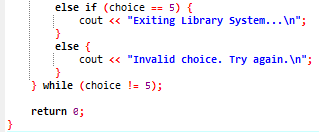 else if (choice == 5) {
cout << "Exiting Library System...\n";
}
else {
cout << "Invalid choice. Try again.\n";
}
} while (choice != 5);
return 0;
}